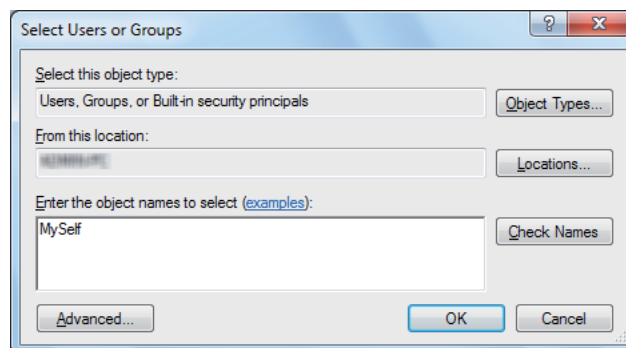 Select Users or Groups
Select this object type:
Users, Groups, or Built-in security principals
Object Types...
From this location:
Locations...
Enter the object names to select (examples):
MySelf
Check Names
Advanced...
OK
Cancel